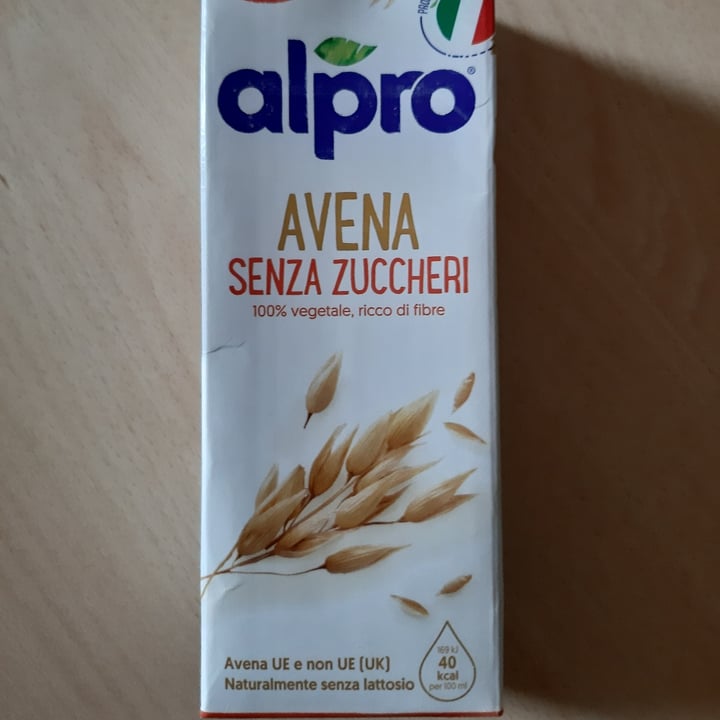 PRO
alpro®
AVENA
SENZA ZUCCHERI
100% vegetale, ricco di fibre
Avena UE e non UE (UK)
Naturalmente senza lattosio
169 kJ
40
kcal
per 100 ml